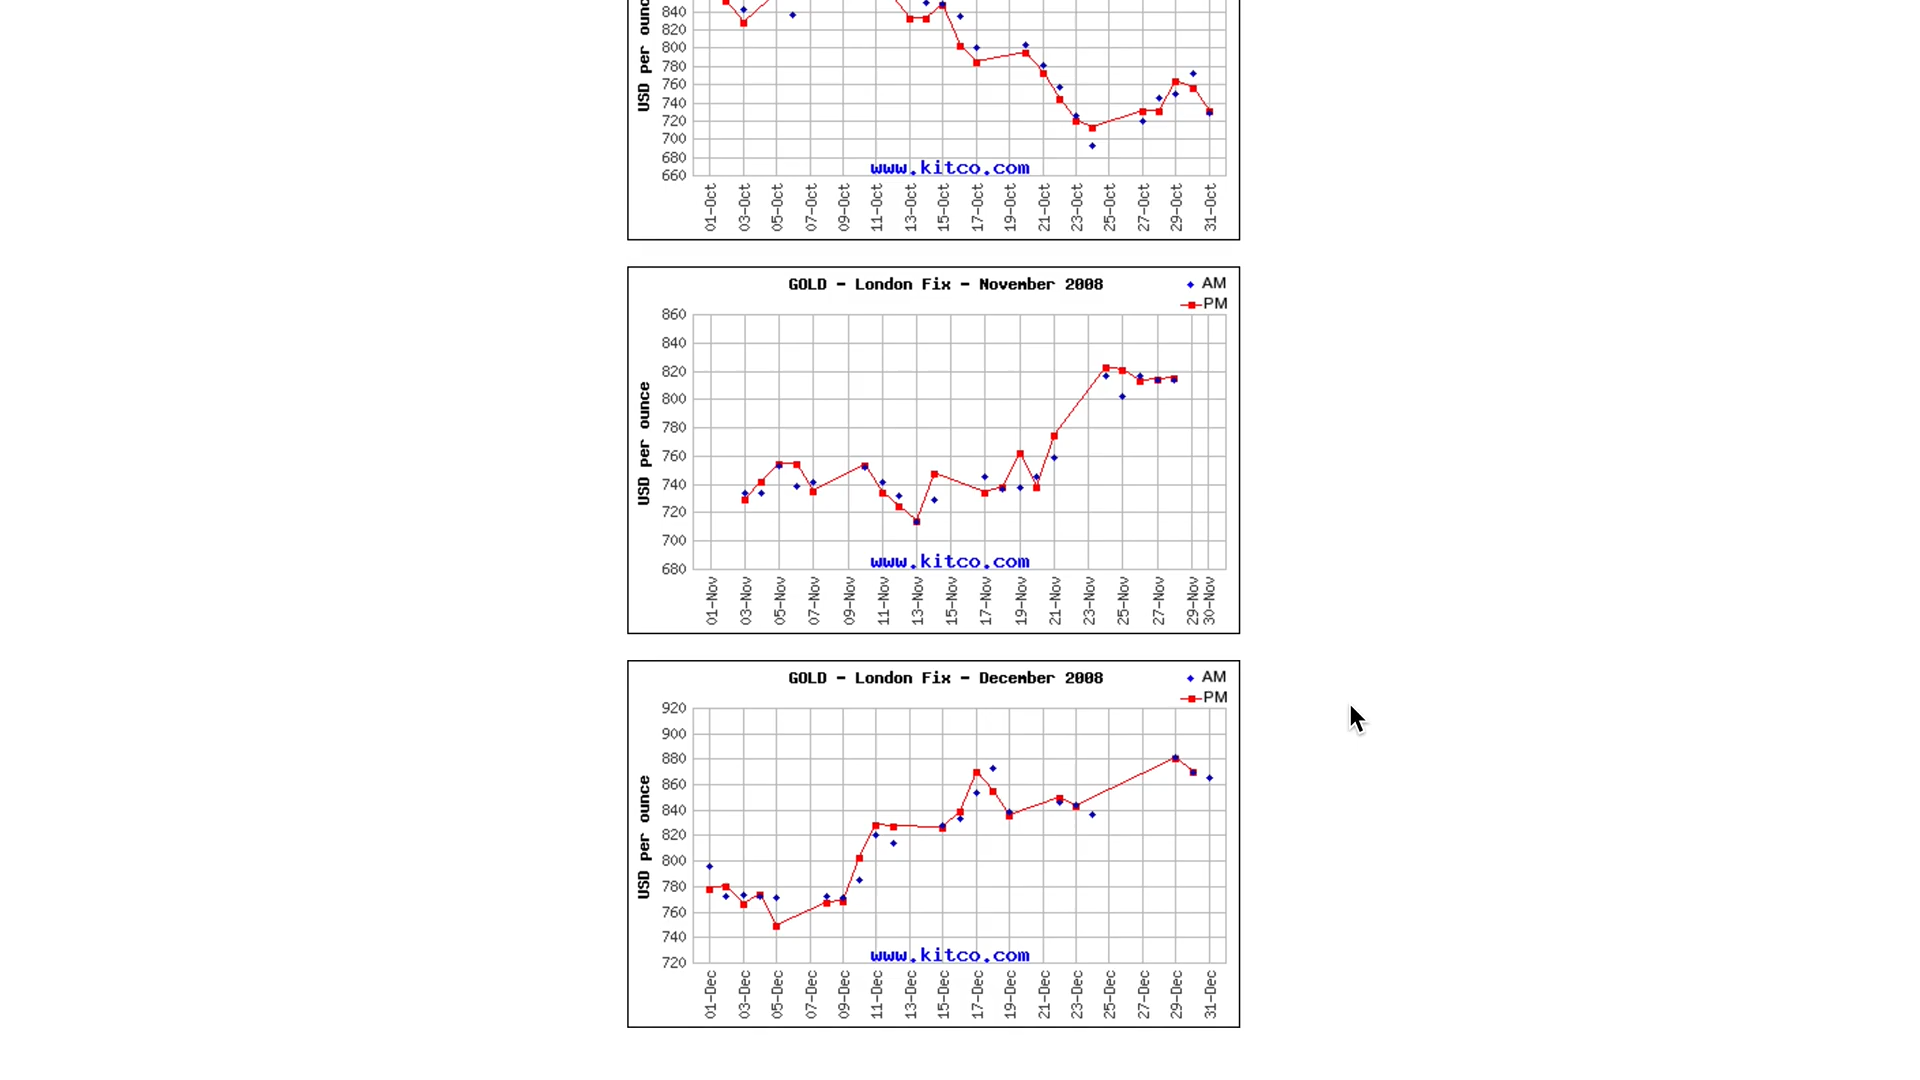 840
820
800
780
760
740
720
700
680
660
USD per ounce
www.kitco.com
01-Oct 03-Oct 05-Oct 07-Oct 09-Oct 11-Oct 13-Oct 15-Oct 17-Oct 19-Oct 21-Oct 23-Oct 25-Oct 27-Oct 29-Oct 31-Oct
GOLD - London Fix - November 2008
AM
PM
860
840
820
800
780
760
740
720
700
680
USD per ounce
www.kitco.com
01-Nov 03-Nov 05-Nov 07-Nov 09-Nov 11-Nov 13-Nov 15-Nov 17-Nov 19-Nov 21-Nov 23-Nov 25-Nov 27-Nov 29-Nov 30-Nov
GOLD - London Fix - December 2008
AM
PM
920
900
880
860
840
820
800
780
760
740
720
USD per ounce
www.kitco.com
01-Dec 03-Dec 05-Dec 07-Dec 09-Dec 11-Dec 13-Dec 15-Dec 17-Dec 19-Dec 21-Dec 23-Dec 25-Dec 27-Dec 29-Dec 31-Dec